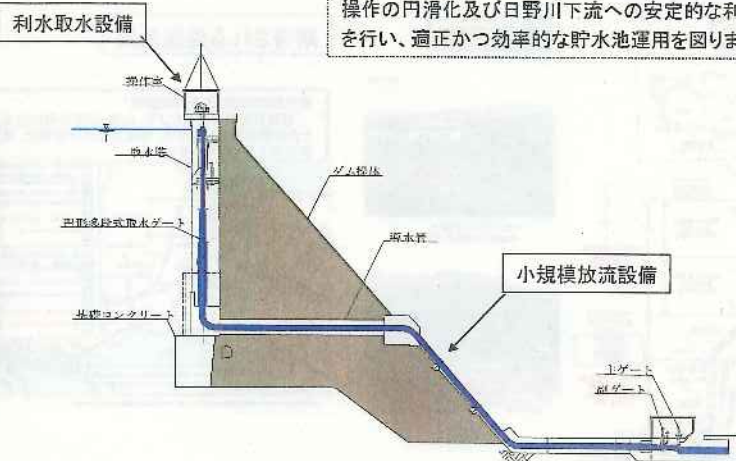 操作の円滑化及び日野川下流への安定的な利
を行い、適正かつ効率的な貯水池運用を図りま
利水取水設備
操作室
取水塔
ダム堤体
円形多段式取水ゲート
導水管
小規模放流設備
基礎コンクリート
主ゲート
副ゲート